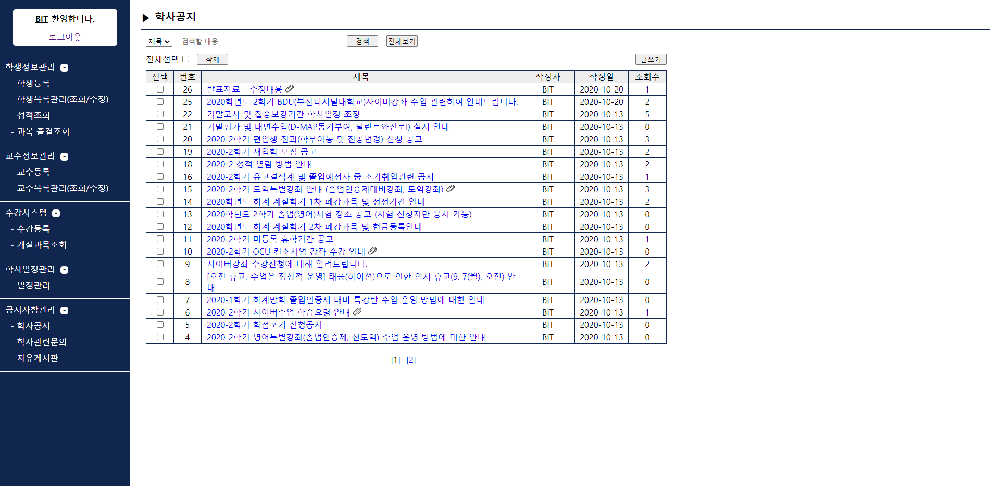 BIT 환영합니다.
로그아웃
학생정보관리 -
- 학생등록
- 학생목록관리(조회/수정)
- 성적조회
- 과목 출결조회
교수정보관리 -
- 교수등록
- 교수목록관리(조회/수정)
수강시스템 -
- 수강등록
- 개설과목조회
학사일정관리 -
- 일정관리
공지사항관리 -
- 학사공지
- 학사관련문의
- 자유게시판
▶ 학사공지
제목 검색할 내용 검색 전체보기
전체선택 삭제 글쓰기
선택 번호 제목 작성자 작성일 조회수
26 발표자료 - 수정내용 BIT 2020-10-20 1
25 2020학년도 2학기 BDU(부산디지털대학교)사이버강좌 수업 관련하여 안내드립니다. BIT 2020-10-20 2
22 기말고사 및 집중보강기간 학사일정 조정 BIT 2020-10-13 5
21 기말평가 및 대면수업(D-MAP동기부여, 달란트와진로I) 실시 안내 BIT 2020-10-13 0
20 2020-2학기 편입생 전과(학부이동 및 전공변경) 신청 공고 BIT 2020-10-13 3
19 2020-2학기 재입학 모집 공고 BIT 2020-10-13 2
18 2020-2 성적 열람 방법 안내 BIT 2020-10-13 2
16 2020-2학기 유고결석계 및 졸업예정자 중 조기취업관련 공지 BIT 2020-10-13 1
15 2020-2학기 토익특별강좌 안내 (졸업인증제대비강좌, 토익강좌) BIT 2020-10-13 3
14 2020학년도 하계 계절학기 1차 폐강과목 및 정정기간 안내 BIT 2020-10-13 2
13 2020학년도 2학기 졸업(영어)시험 장소 공고 (시험 신청자만 응시 가능) BIT 2020-10-13 0
12 2020학년도 하계 계절학기 2차 폐강과목 및 현금등록안내 BIT 2020-10-13 0
11 2020-2학기 미등록 휴학기간 공고 BIT 2020-10-13 1
10 2020-2학기 OCU 컨소시엄 강좌 수강 안내 BIT 2020-10-13 0
9 사이버강좌 수강신청에 대해 알려드립니다. BIT 2020-10-13 2
8 [오전 휴교, 수업은 정상적 운영] 태풍(하이선)으로 인한 임시 휴교(9. 7(월), 오전) 안 BIT 2020-10-13 0
내
7 2020-1학기 하계방학 졸업인증제 대비 특강반 수업 운영 방법에 대한 안내 BIT 2020-10-13 0
6 2020-2학기 사이버수업 학습요령 안내 BIT 2020-10-13 1
5 2020-2학기 학점포기 신청공지 BIT 2020-10-13 0
4 2020-2학기 영어특별강좌(졸업인증제, 신토익) 수업 운영 방법에 대한 안내 BIT 2020-10-13 0
[1] [2]